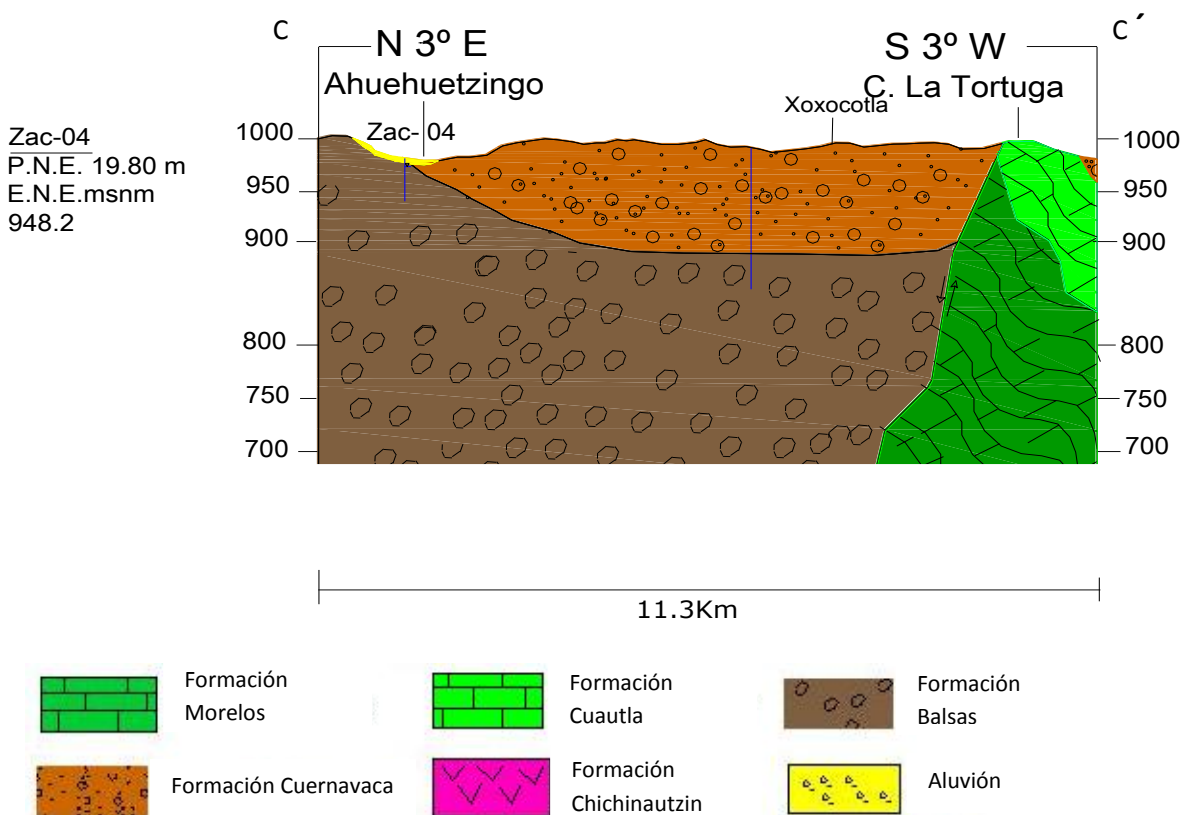 C
C´
N 3º E
S 3º W
Ahuehuetzingo
C. La Tortuga
Xoxocotla
Zac-04
Zac-04
P.N.E. 19.80 m
E.N.E.msnm
948.2
1000
950
900
800
750
700
1000
950
900
800
750
700
11.3Km
Formación
Morelos
Formación
Cuautla
Formación
Balsas
Formación Cuernavaca
Formación
Chichinautzin
Aluvión